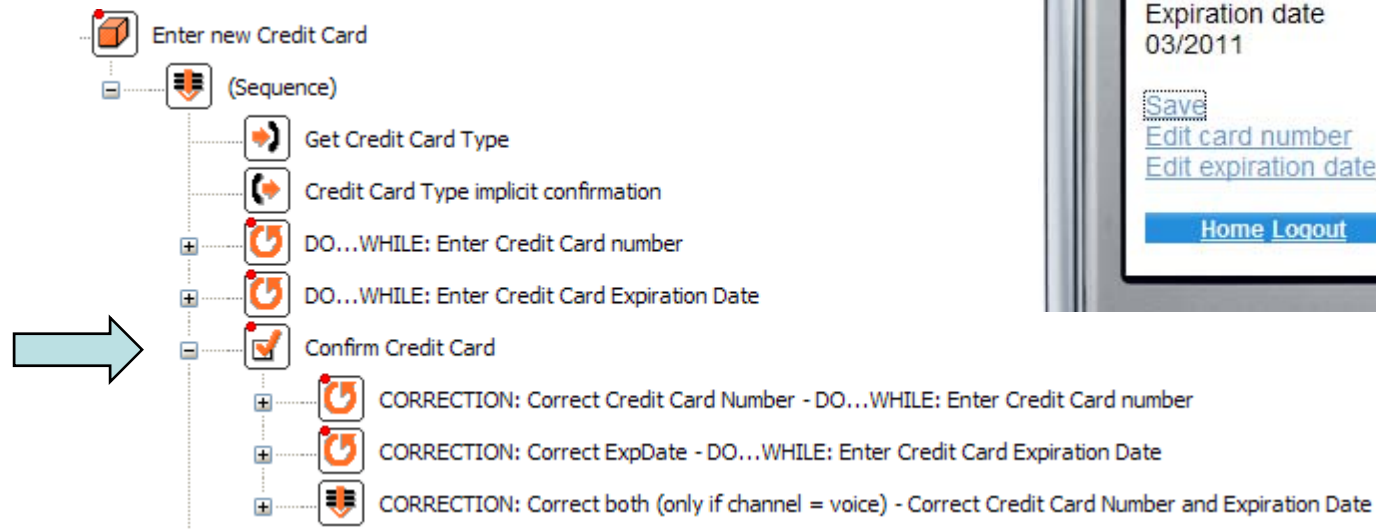 Enter new Credit Card
(Sequence)
Get Credit Card Type
Credit Card Type implicit confirmation
DO...WHILE: Enter Credit Card number
DO...WHILE: Enter Credit Card Expiration Date
Confirm Credit Card
CORRECTION: Correct Credit Card Number - DO...WHILE: Enter Credit Card number
CORRECTION: Correct ExpDate - DO...WHILE: Enter Credit Card Expiration Date
CORRECTION: Correct both (only if channel = voice) - Correct Credit Card Number and Expiration Date
Expiration date
03/2011
Save
Edit card number
Edit expiration date
Home Logout